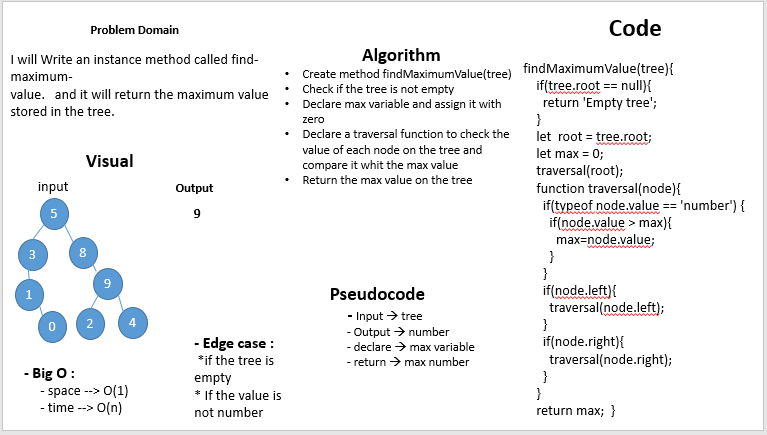 Problem Domain
I will Write an instance method called find-
maximum-
value.   and it will return the maximum value
stored in the tree.
Visual
input
Output
9
5
3
8
1
9
0
2
4
- Big O :
- space --> O(1)
- time --> O(n)
- Edge case :
*if the tree is
empty
* If the value is
not number
Algorithm
• Create method findMaximumValue(tree)
• Check if the tree is not empty
• Declare max variable and assign it with
zero
• Declare a traversal function to check the
value of each node on the tree and
compare it whit the max value
• Return the max value on the tree
Pseudocode
- Input → tree
- Output → number
- declare → max variable
- return → max number
Code
findMaximumValue(tree){
if(tree.root == null){
return 'Empty tree';
}
let  root = tree.root;
let max = 0;
traversal(root);
function traversal(node){
if(typeof node.value == 'number') {
if(node.value > max){
max=node.value;
}
}
if(node.left){
traversal(node.left);
}
if(node.right){
traversal(node.right);
}
}
return max;  }